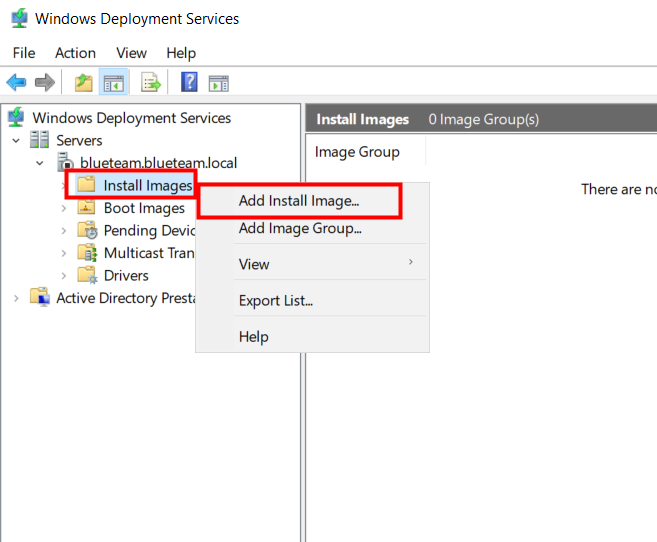 Windows Deployment Services
File Action View Help
Windows Deployment Services
Servers
blueteam.blueteam.local
Install Images
Boot Images
Pending Devic
Multicast Tran
Drivers
Active Directory Presta
Install Images 0 Image Group(s)
Image Group
There are no
Add Install Image...
Add Image Group...
View
Export List...
Help